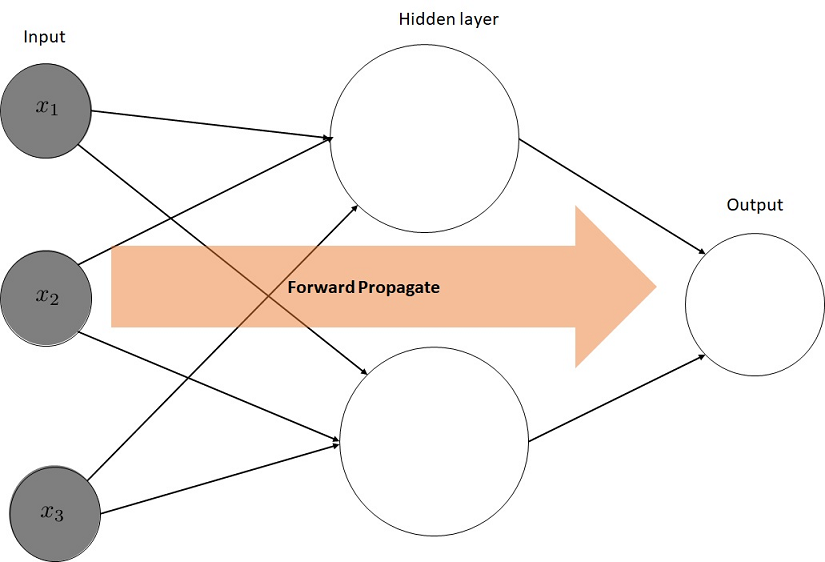 Hidden layer
Input
x₁
Output
x₂
Forward Propagate
x₃